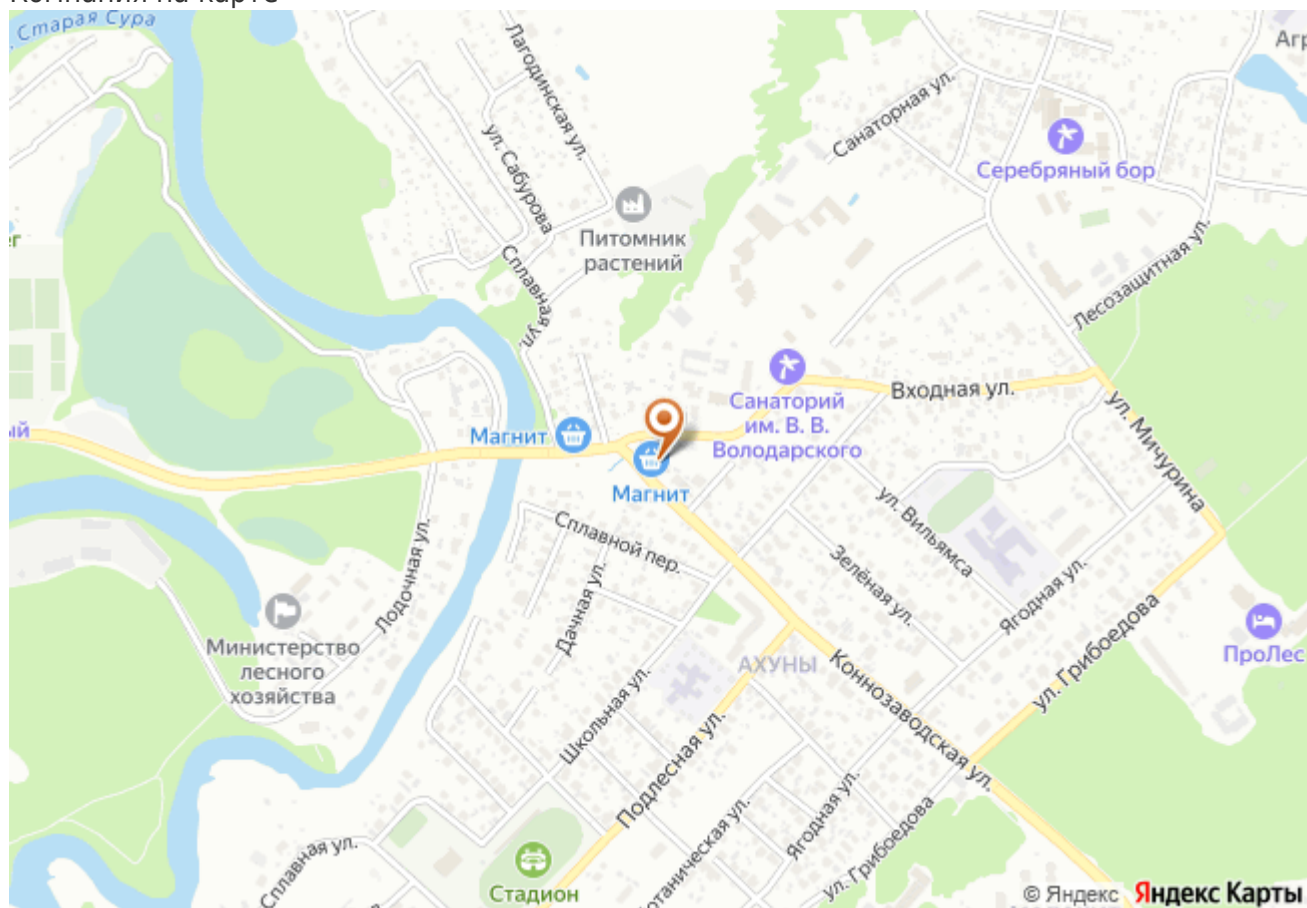 Компания на карте
Старая Сура
Лагодинская ул.
ул. Сабурова
Санаторная ул.
Серебряный бор
Питомник
растений
Сплавная ул.
Лесозащитная ул.
Санаторий
им. В. В.
Володарского
Входная ул.
ул. Мичурина
Магнит
Магнит
ул. Вильямса
Сплавной пер.
Зелёная ул.
Ягодная ул.
Лодочная ул.
Дачная ул.
Министерство
лесного
хозяйства
АХУНЫ
ПроЛес
ул. Грибоедова
Школьная ул.
Коннозаводская ул.
Подлесная ул.
Ягодная ул.
ул. Грибоедова
Сплавная ул.
Стадион
© Яндекс Яндекс Карты